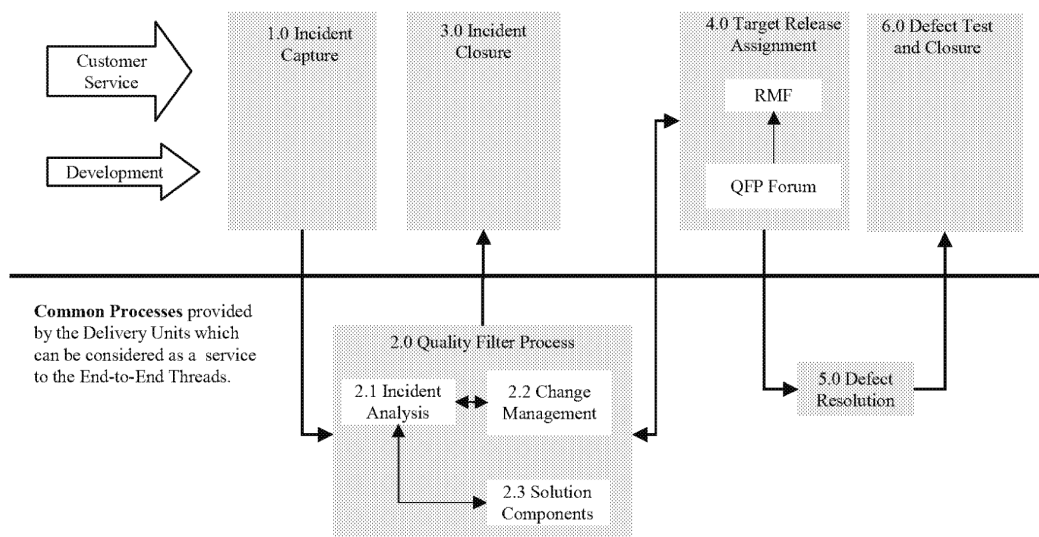 Customer
Service
Development
1.0 Incident
Capture
3.0 Incident
Closure
4.0 Target Release
Assignment
RMF
QFP Forum
6.0 Defect Test
and Closure
Common Processes provided
by the Delivery Units which
can be considered as a service
to the End-to-End Threads.
2.0 Quality Filter Process
2.1 Incident
Analysis
2.2 Change
Management
2.3 Solution
Components
5.0 Defect
Resolution